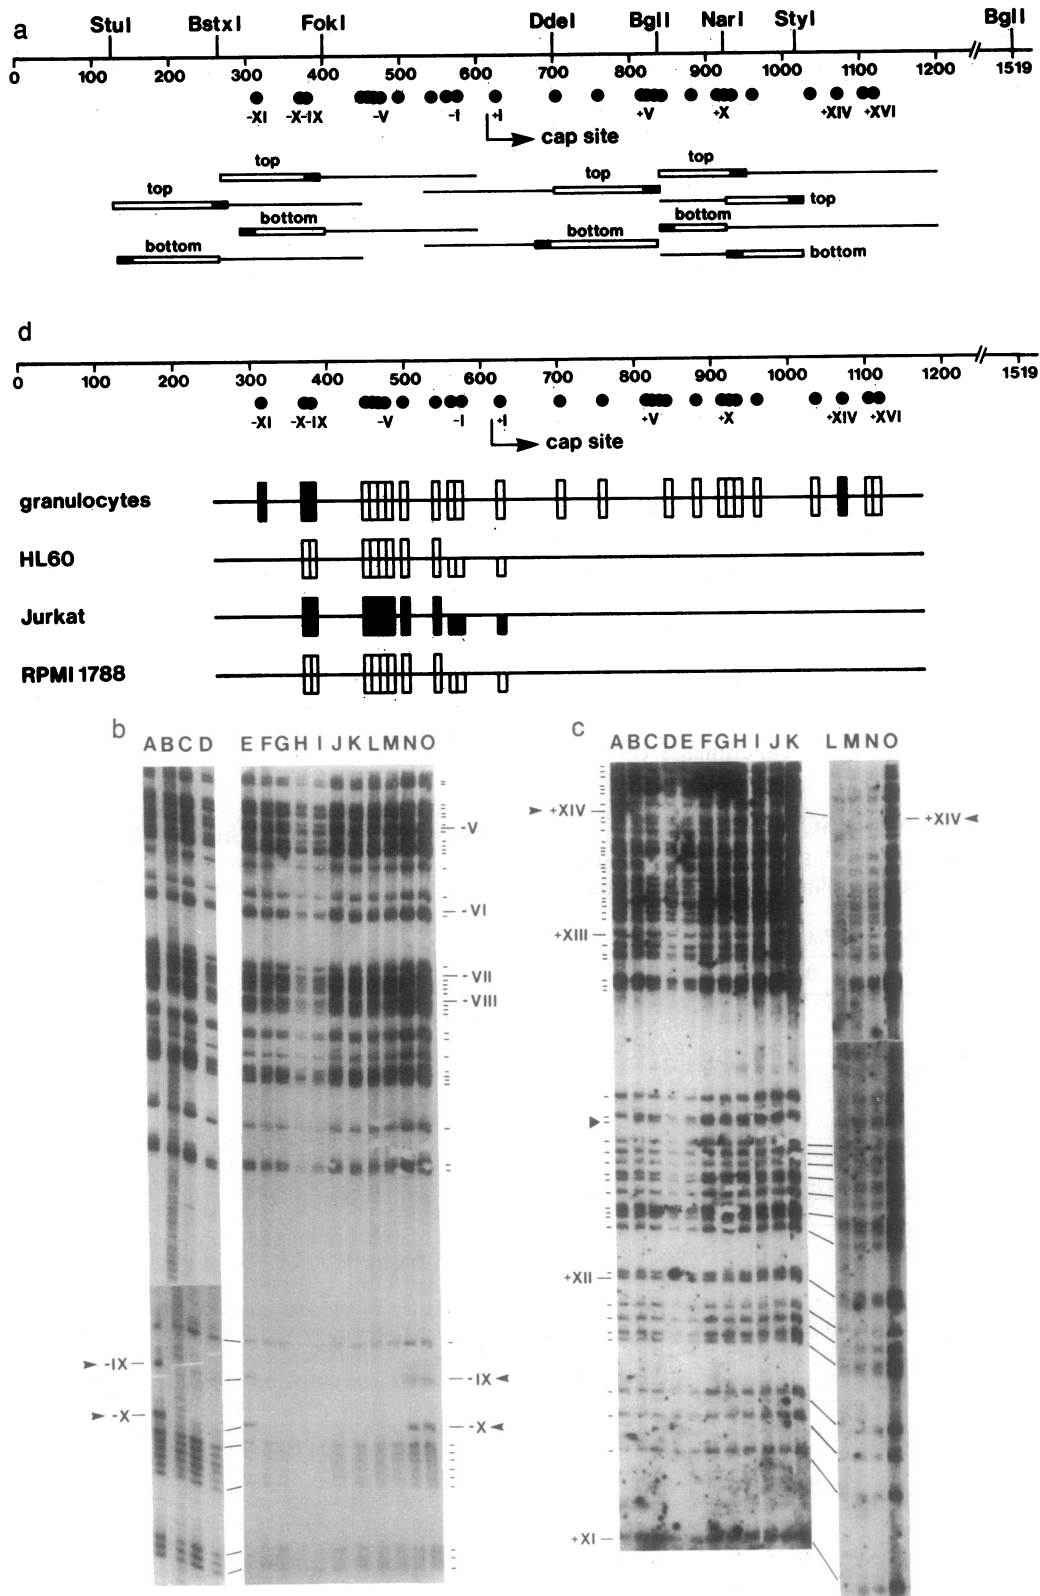 a
StuI BstxI FokI DdeI BglI NarI StyI BglI
0 100 200 300 400 500 600 700 800 900 1000 1100 1200 1519
-XI -X-IX -V -I +I +V +X +XIV +XVI
cap site
top top
top top top
bottom bottom
bottom bottom
bottom
d
0 100 200 300 400 500 600 700 800 900 1000 1100 1200 1519
-XI -X-IX -V -I +I +V +X +XIV +XVI
cap site
granulocytes
HL60
Jurkat
RPMI 1788
b
A B C D E F G H I J K L M N O
-V
-VI
-VII
-VIII
-IX -IX
-X -X
c
A B C D E F G H I J K L M N O
+XIV +XIV
+XIII
+XII
+XI